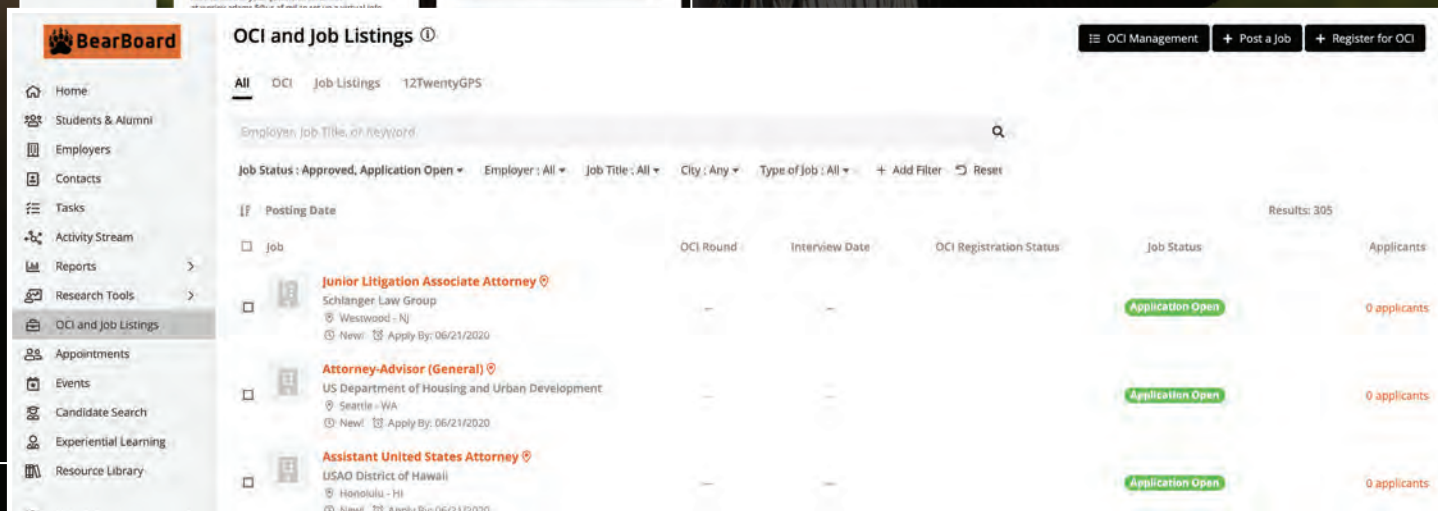 BearBoard
Home
Students & Alumni
Employers
Contacts
Tasks
Activity Stream
Reports
Research Tools
OCI and Job Listings
Appointments
Events
Candidate Search
Experiential Learning
Resource Library
OCI and Job Listings
OCI Management
+ Post a Job
+ Register for OCI
All OCI Job Listings 12TwentyGPS
Employer, Job Title, or Keyword
Job Status : Approved, Application Open Employer : All Job Title : All City : Any Type of Job : All + Add Filter Reset
Posting Date Results: 305
Job OCI Round Interview Date OCI Registration Status Job Status Applicants
Junior Litigation Associate Attorney
Schlanger Law Group
Westwood - NJ
New! Apply By: 06/21/2020
– – Application Open 0 applicants
Attorney-Advisor (General)
US Department of Housing and Urban Development
Seattle - WA
New! Apply By: 06/21/2020
– – Application Open 0 applicants
Assistant United States Attorney
USAO District of Hawaii
Honolulu - HI
New! Apply By: 06/21/2020
– – Application Open 0 applicants